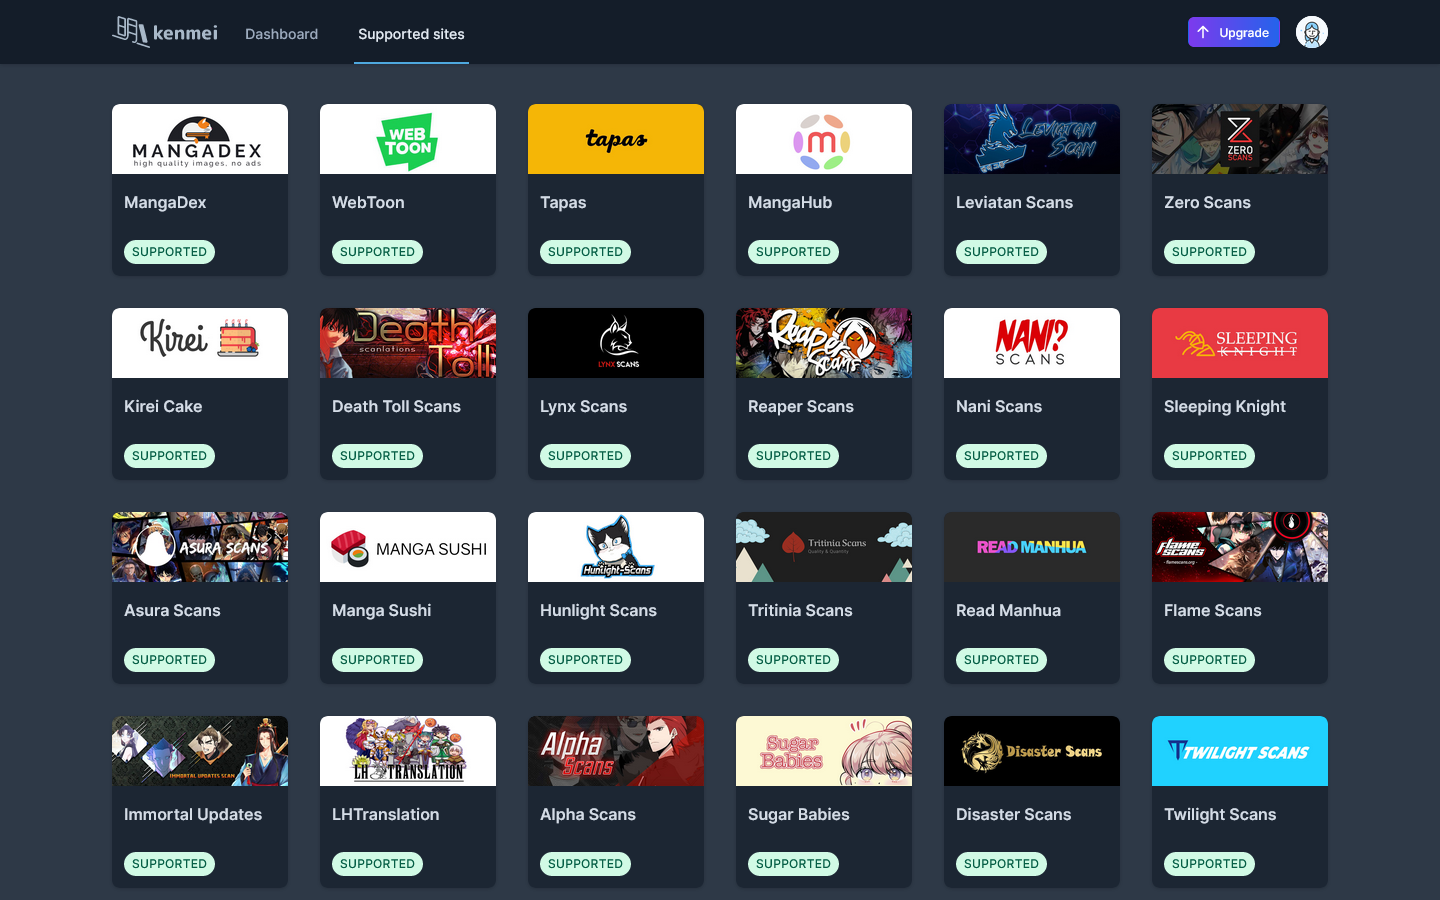 kenmei
Dashboard
Supported sites
Upgrade
MANGADEX
high quality images, no ads
WEB
TOON
tapas
m
LEVIATAN
SCAN
ZERO
SCANS
MangaDex
WebToon
Tapas
MangaHub
Leviatan Scans
Zero Scans
SUPPORTED
SUPPORTED
SUPPORTED
SUPPORTED
SUPPORTED
SUPPORTED
Kirei
Death
scanlations
Toll
LYNX SCANS
Reaper
Scans
NANI?
SCANS
SLEEPING
KNIGHT
Kirei Cake
Death Toll Scans
Lynx Scans
Reaper Scans
Nani Scans
Sleeping Knight
SUPPORTED
SUPPORTED
SUPPORTED
SUPPORTED
SUPPORTED
SUPPORTED
ASURA SCANS
MANGA SUSHI
Hunlight-Scans
Tritinia Scans
Quality & Quantity
READ MANHUA
Flame
SCANS
- flamescans.org -
Asura Scans
Manga Sushi
Hunlight Scans
Tritinia Scans
Read Manhua
Flame Scans
SUPPORTED
SUPPORTED
SUPPORTED
SUPPORTED
SUPPORTED
SUPPORTED
IMMORTAL UPDATES SCAN
LH TRANSLATION
Alpha
Scans
Sugar
Babies
Disaster Scans
TWILIGHT SCANS
Immortal Updates
LHTranslation
Alpha Scans
Sugar Babies
Disaster Scans
Twilight Scans
SUPPORTED
SUPPORTED
SUPPORTED
SUPPORTED
SUPPORTED
SUPPORTED